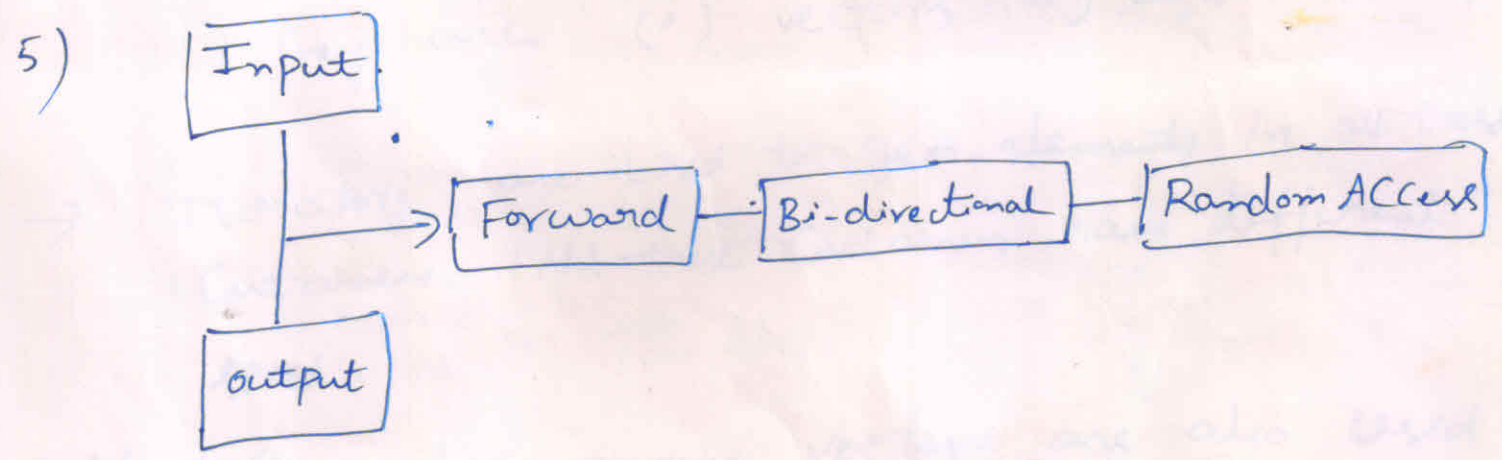 5)
Input
Forward
Bi-directional
Random ACCess
output